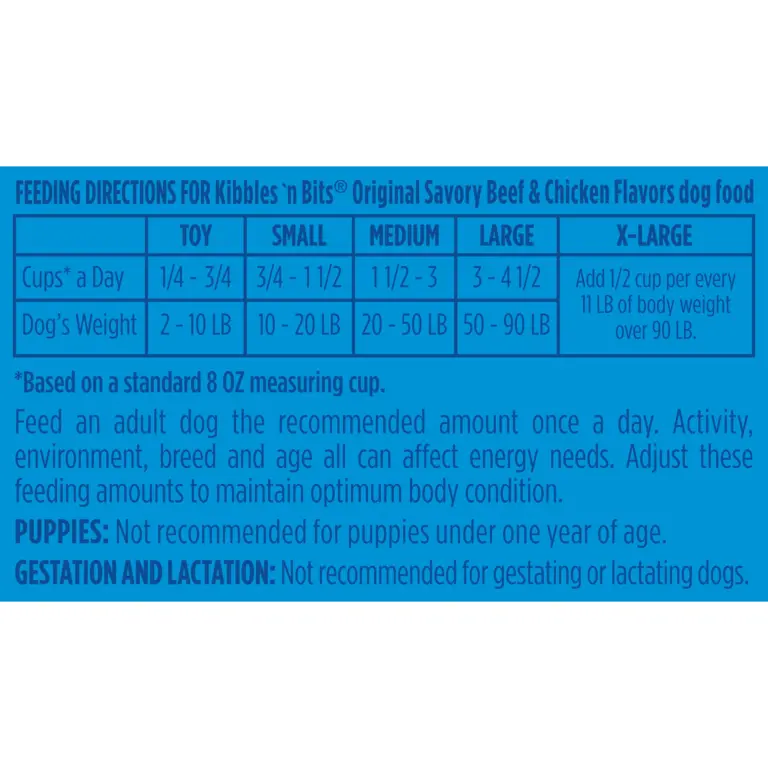 FEEDING DIRECTIONS FOR Kibbles `n Bits® Original Savory Beef & Chicken Flavors dog food
TOY SMALL MEDIUM LARGE X-LARGE
Cups* a Day 1/4 - 3/4 3/4 - 1 1/2 1 1/2 - 3 3 - 4 1/2
Dog's Weight 2 - 10 LB 10 - 20 LB 20 - 50 LB 50 - 90 LB
Add 1/2 cup per every
11 LB of body weight
over 90 LB.
*Based on a standard 8 OZ measuring cup.
Feed an adult dog the recommended amount once a day. Activity,
environment, breed and age all can affect energy needs. Adjust these
feeding amounts to maintain optimum body condition.
PUPPIES: Not recommended for puppies under one year of age.
GESTATION AND LACTATION: Not recommended for gestating or lactating dogs.